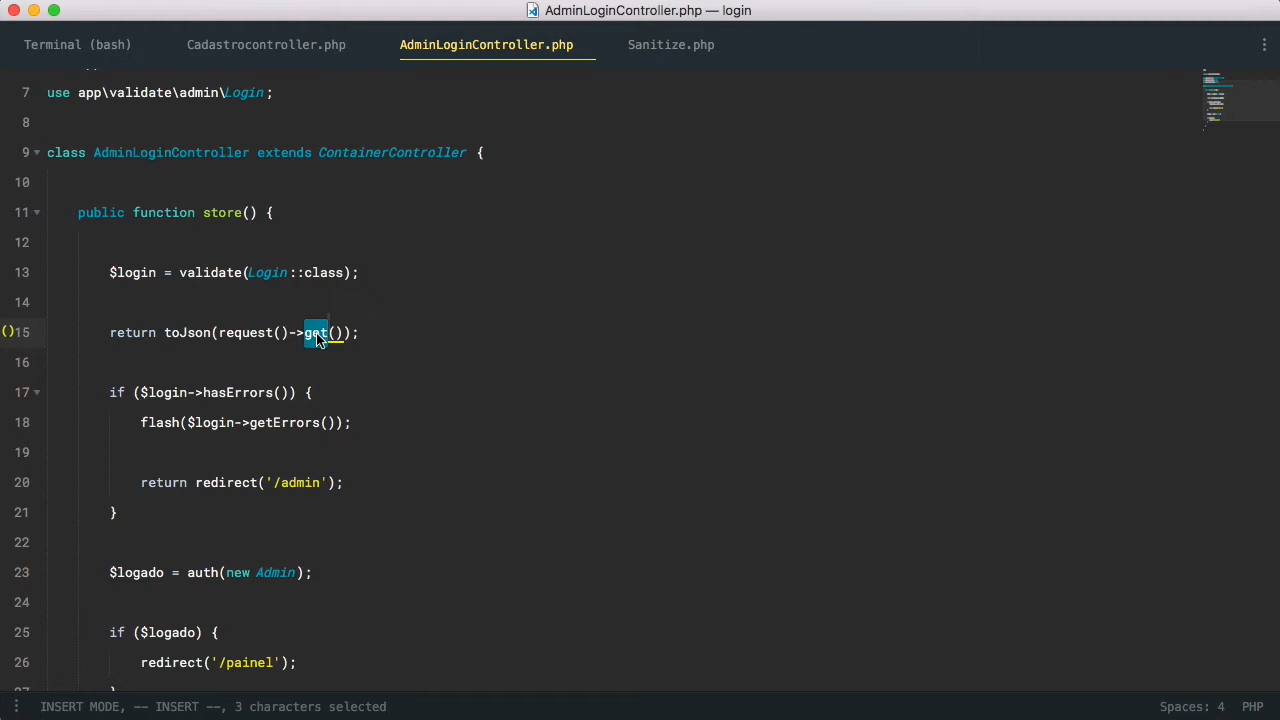 AdminLoginController.php — login
Terminal (bash) Cadastrocontroller.php AdminLoginController.php Sanitize.php
7 use app\validate\admin\Login;
8
9 class AdminLoginController extends ContainerController {
10
11 public function store() {
12
13 $login = validate(Login::class);
14
()15 return toJson(request()->get());
16
17 if ($login->hasErrors()) {
18 flash($login->getErrors());
19
20 return redirect('/admin');
21 }
22
23 $logado = auth(new Admin);
24
25 if ($logado) {
26 redirect('/painel');
27 }
INSERT MODE, -- INSERT --, 3 characters selected Spaces: 4 PHP